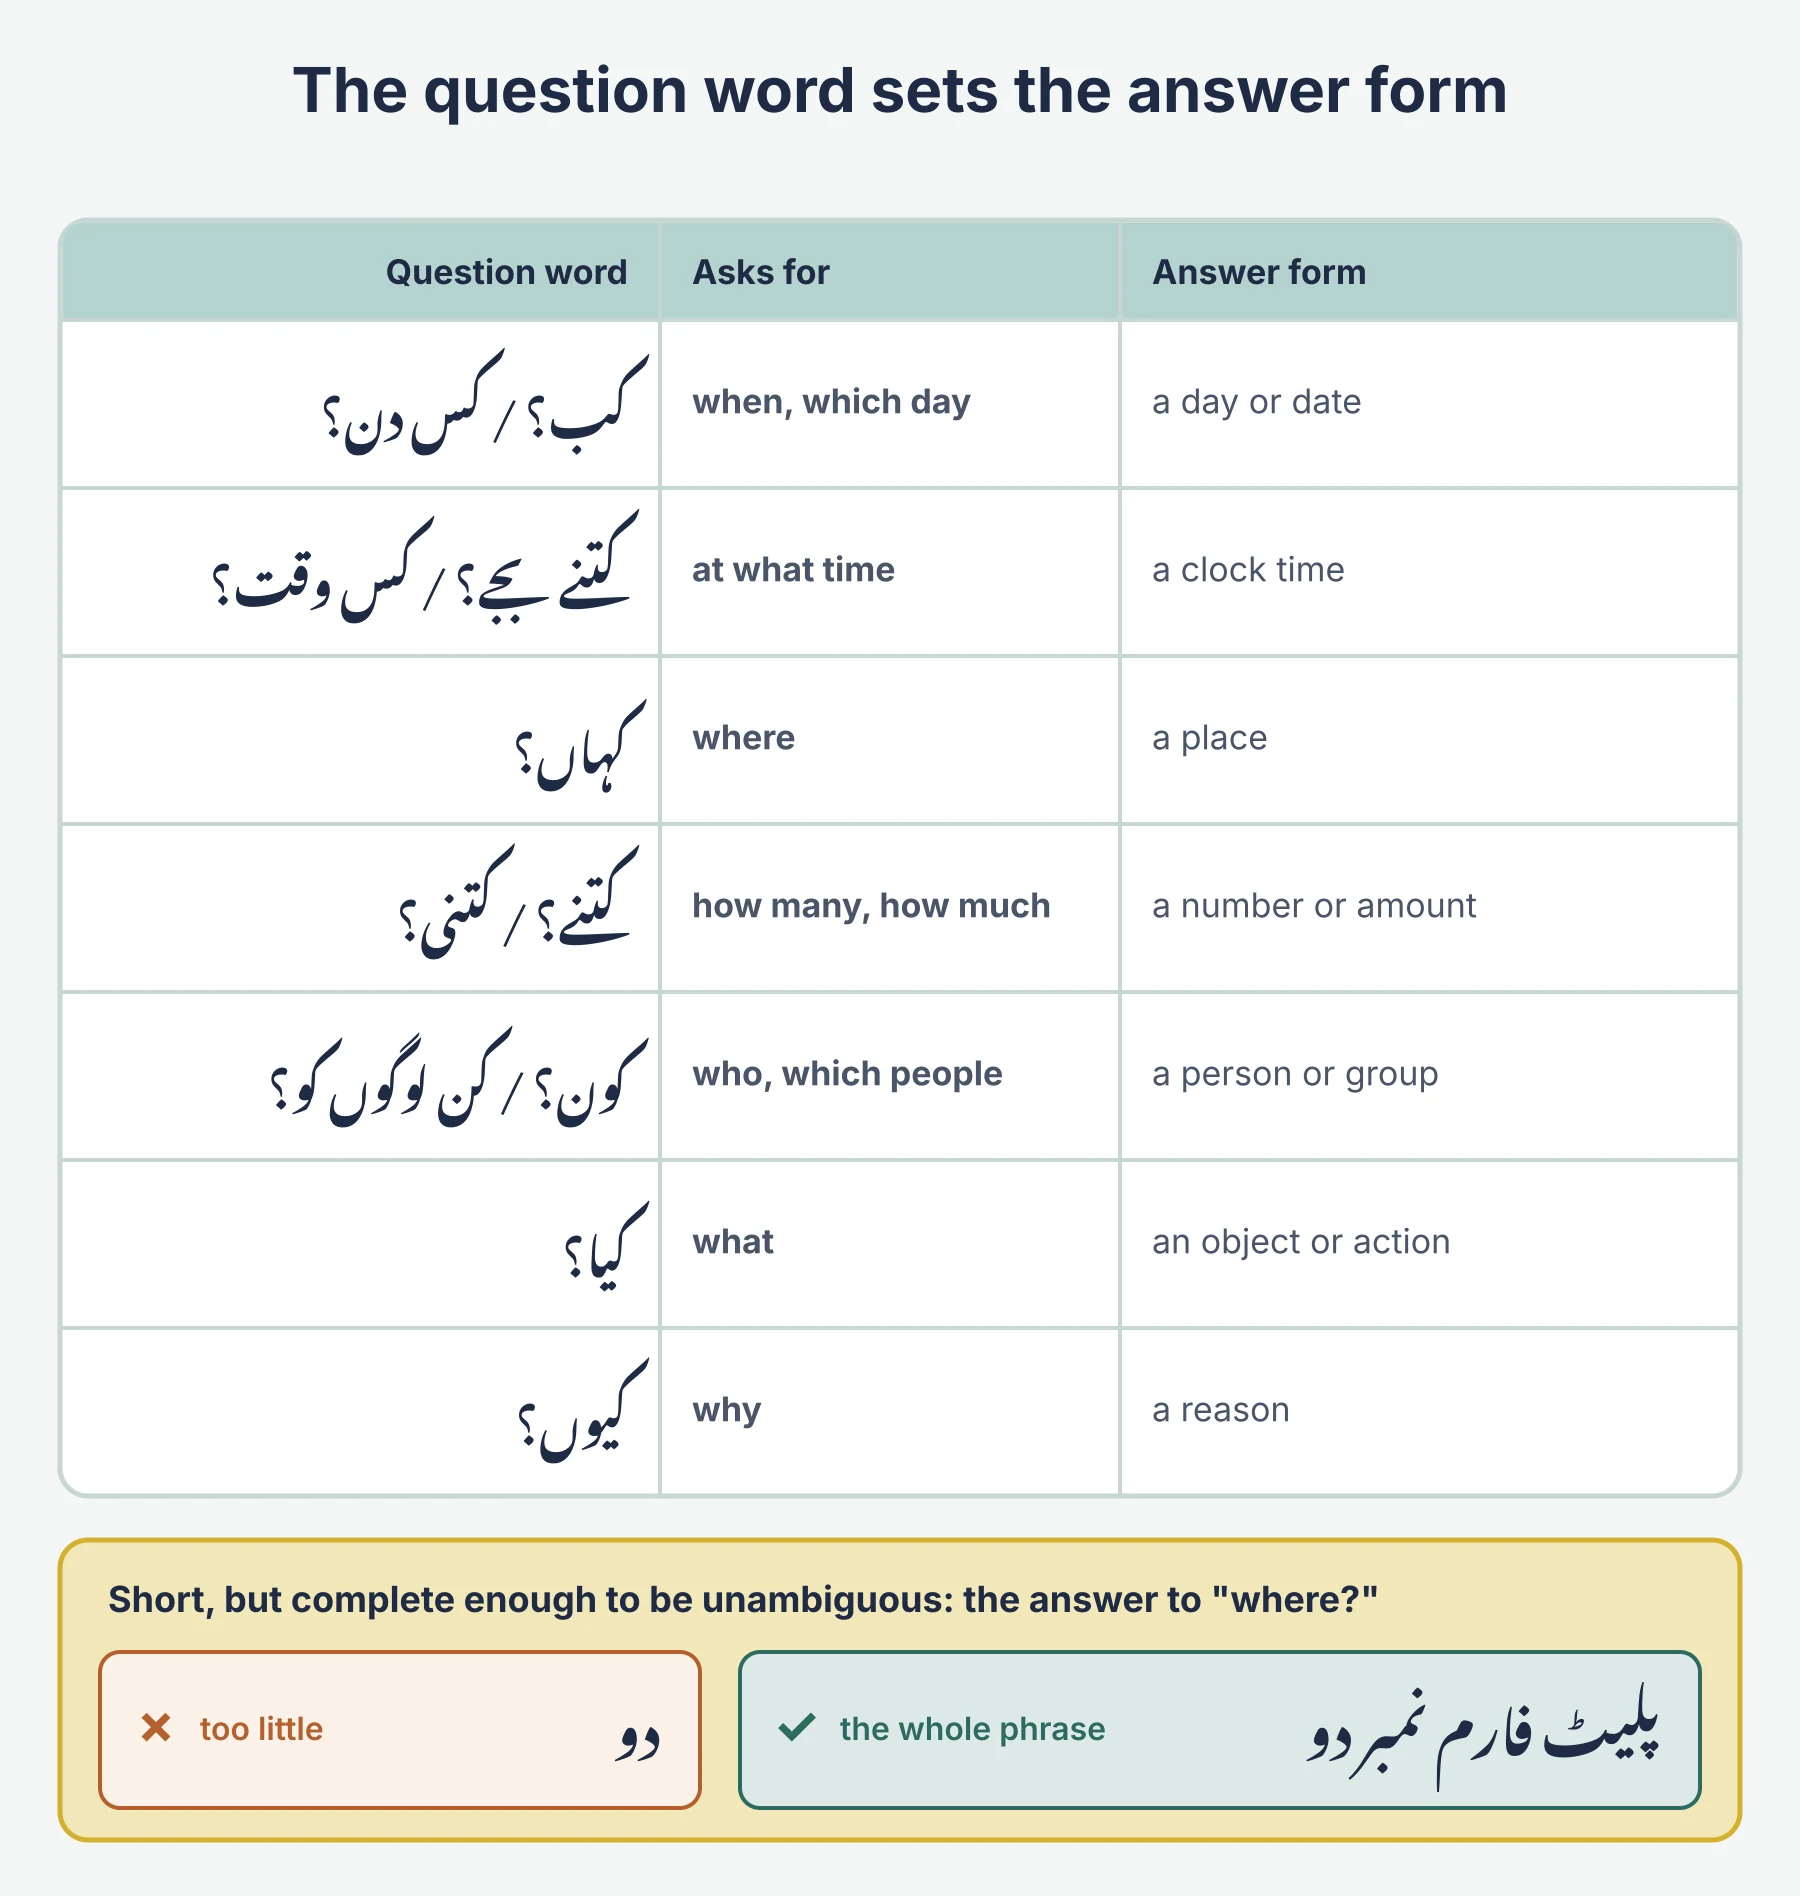 The question word sets the answer form
Question word Asks for Answer form
کب؟ / کس دن؟ when, which day a day or date
کتنے بجے؟ / کس وقت؟ at what time a clock time
کہاں؟ where a place
کتنے؟ / کتنی؟ how many, how much a number or amount
کون؟ / کن لوگوں کو؟ who, which people a person or group
کیا؟ what an object or action
کیوں؟ why a reason
Short, but complete enough to be unambiguous: the answer to "where?"
too little دو the whole phrase پلیٹ فارم نمبر دو